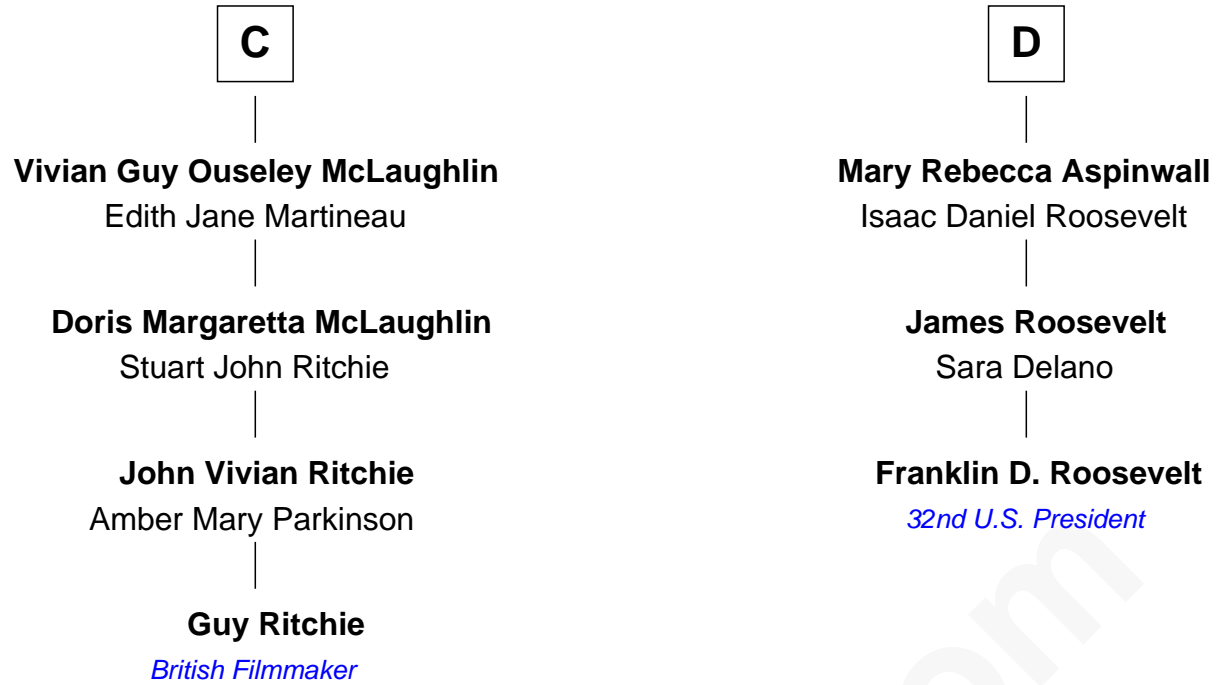 C
Vivian Guy Ouseley McLaughlin
Edith Jane Martineau
Doris Margaretta McLaughlin
Stuart John Ritchie
John Vivian Ritchie
Amber Mary Parkinson
Guy Ritchie
British Filmmaker
D
Mary Rebecca Aspinwall
Isaac Daniel Roosevelt
James Roosevelt
Sara Delano
Franklin D. Roosevelt
32nd U.S. President
om